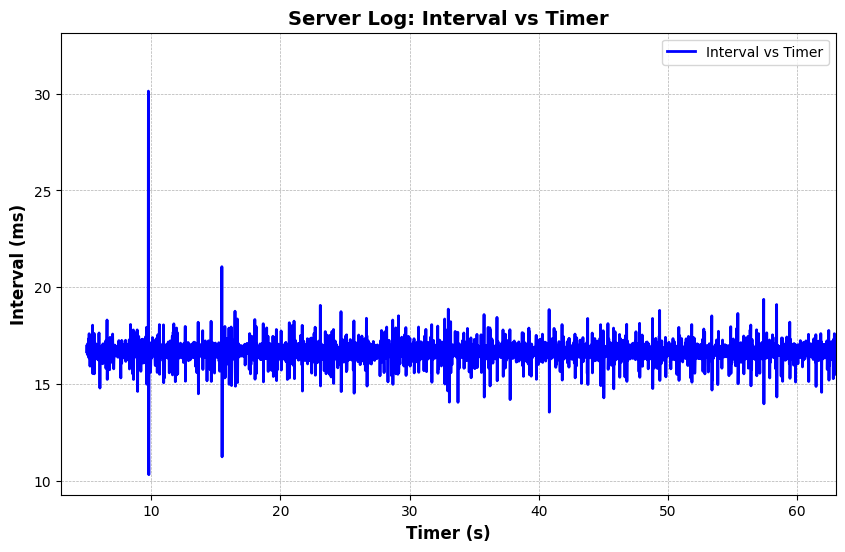 Server Log: Interval vs Timer
Interval vs Timer
Interval (ms)
30
25
20
15
10
10 20 30 40 50 60
Timer (s)